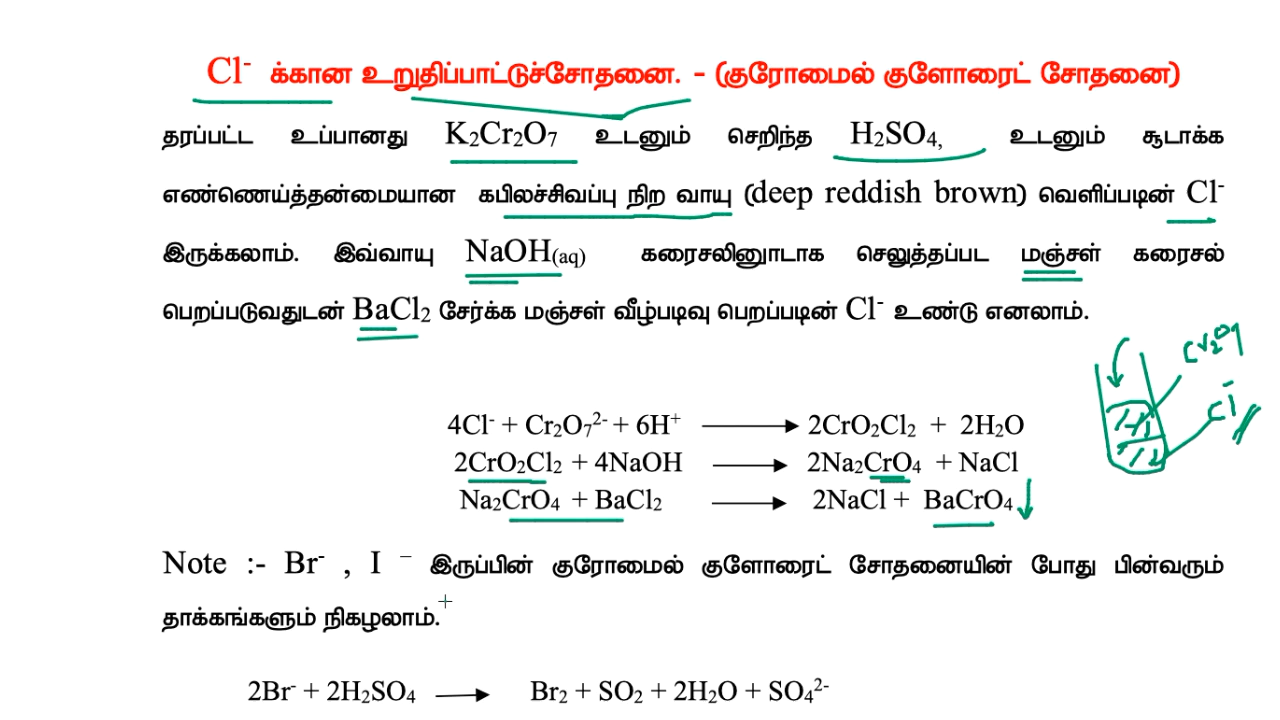 Cl⁻ க்கான உறுதிப்பாட்டுச்சோதனை. - (குரோமைல் குளோரைட் சோதனை)
தரப்பட்ட உப்பானது K₂Cr₂O₇ உடனும் செறிந்த H₂SO₄, உடனும் சூடாக்க
எண்ணெய்த்தன்மையான கபிலச்சிவப்பு நிற வாயு (deep reddish brown) வெளிப்படின் Cl⁻
இருக்கலாம். இவ்வாயு NaOH(aq) கரைசலினூடாக செலுத்தப்பட மஞ்சள் கரைசல்
பெறப்படுவதுடன் BaCl₂ சேர்க்க மஞ்சள் வீழ்படிவு பெறப்படின் Cl⁻ உண்டு எனலாம்.
4Cl⁻ + Cr₂O₇²⁻ + 6H⁺ ⟶ 2CrO₂Cl₂ + 2H₂O
2CrO₂Cl₂ + 4NaOH ⟶ 2Na₂CrO₄ + NaCl
Na₂CrO₄ + BaCl₂ ⟶ 2NaCl + BaCrO₄↓
Cl⁻
Note :- Br⁻ , I ⁻ இருப்பின் குரோமைல் குளோரைட் சோதனையின் போது பின்வரும்
தாக்கங்களும் நிகழலாம்.
2Br⁻ + 2H₂SO₄ ⟶ Br₂ + SO₂ + 2H₂O + SO₄²⁻